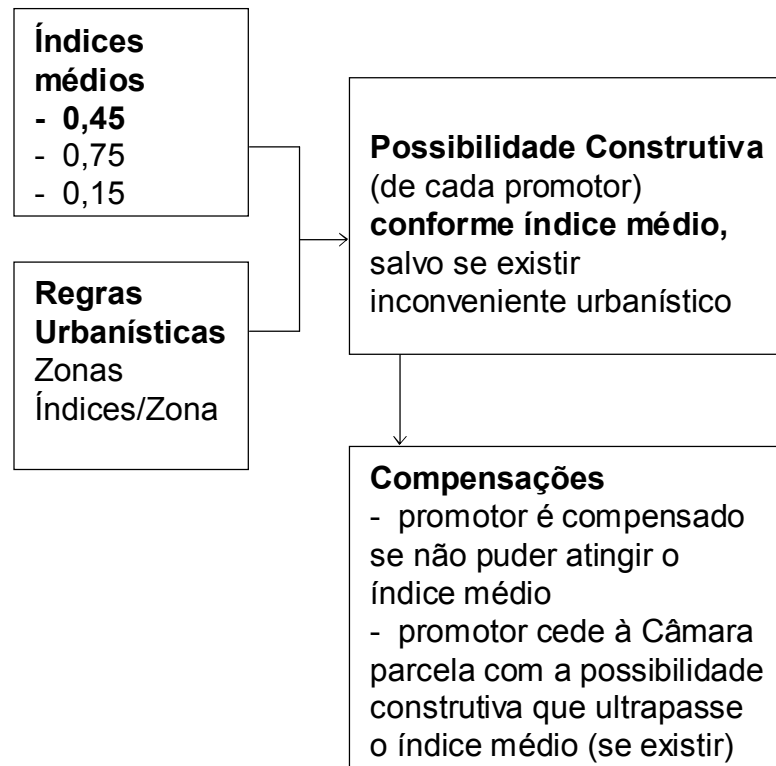 Índices
médios
- 0,45
- 0,75
- 0,15
Regras
Urbanísticas
Zonas
Índices/Zona
Possibilidade Construtiva
(de cada promotor)
conforme índice médio,
salvo se existir
inconveniente urbanístico
Compensações
- promotor é compensado
se não puder atingir o
índice médio
- promotor cede à Câmara
parcela com a possibilidade
construtiva que ultrapasse
o índice médio (se existir)